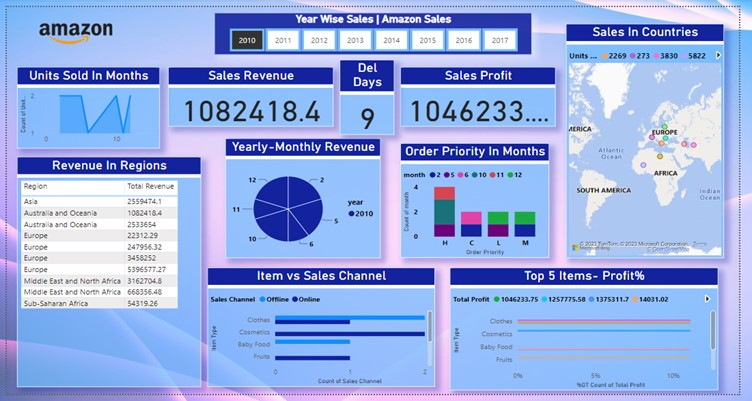 amazon
Year Wise Sales | Amazon Sales
2010 2011 2012 2013 2014 2015 2016 2017
Units Sold In Months
Count of Unit...
2
1
0 10
Sales Revenue
1082418.4
Del
Days
9
Sales Profit
1046233....
Sales In Countries
Units ... 2269 273 3830 5822
MERICA
EUROPE
Atlantic
Ocean
AFRICA
SOUTH AMERICA
Indian
Ocean
Microsoft Bing
© 2023 TomTom, © 2023 Microsoft Corporation, Terms
© OpenStreetMap
Revenue In Regions
Region Total Revenue
Asia 2559474.1
Australia and Oceania 1082418.4
Australia and Oceania 2533654
Europe 22312.29
Europe 247956.32
Europe 3458252
Europe 5396577.27
Middle East and North Africa 3162704.8
Middle East and North Africa 668356.48
Sub-Saharan Africa 54319.26
Yearly-Monthly Revenue
12 2
11 5
10 6
year
2010
Order Priority In Months
month 2 5 6 10 11 12
Count of month
4
2
0
H C L M
Order Priority
Item vs Sales Channel
Sales Channel Offline Online
Item Type
Clothes
Cosmetics
Baby Food
Fruits
0 1 2
Count of Sales Channel
Top 5 Items- Profit%
Total Profit 1046233.75 1257775.58 1375311.7 14031.02
Item Type
Clothes
Cosmetics
Baby Food
Fruits
0% 5% 10%
%GT Count of Total Profit